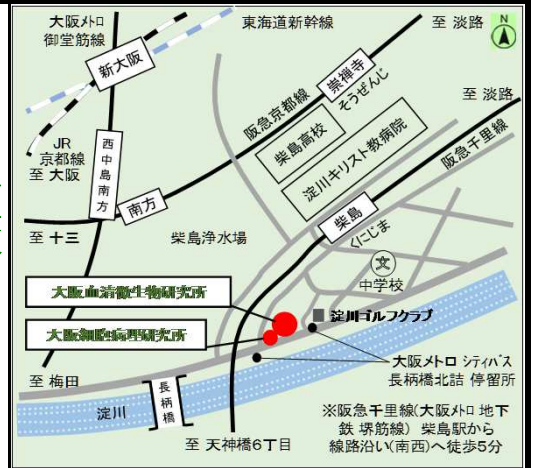 大阪メトロ
御堂筋線
東海道新幹線
至 淡路
N
新大阪
崇禅寺
そうぜんじ
至 淡路
阪急京都線
柴島高校
淀川キリスト教病院
阪急千里線
JR
京都線
至 大阪
西中島南方
南方
柴島
くにじま
至 十三
柴島浄水場
文
中学校
大阪血清微生物研究所
大阪細胞病理研究所
淀川ゴルフクラブ
大阪メトロ シティバス
長柄橋北詰 停留所
至 梅田
長柄橋
淀川
至 天神橋6丁目
※阪急千里線(大阪メトロ 地下
鉄 堺筋線) 柴島駅から
線路沿い(南西)へ徒歩5分